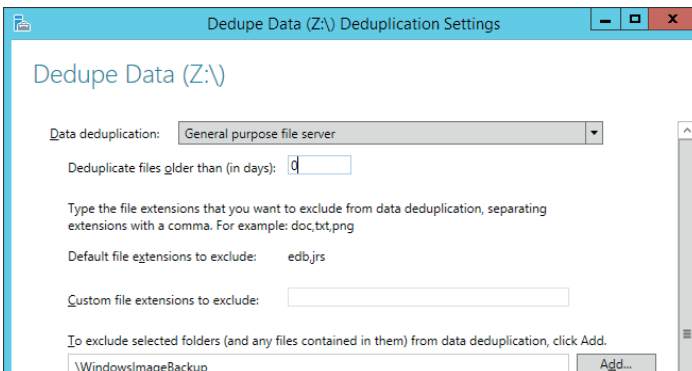 Dedupe Data (Z:\) Deduplication Settings
Dedupe Data (Z:\)
Data deduplication: General purpose file server
Deduplicate files older than (in days): 0
Type the file extensions that you want to exclude from data deduplication, separating
extensions with a comma. For example: doc,txt,png
Default file extensions to exclude: edb,jrs
Custom file extensions to exclude:
To exclude selected folders (and any files contained in them) from data deduplication, click Add.
\WindowsImageBackup Add...